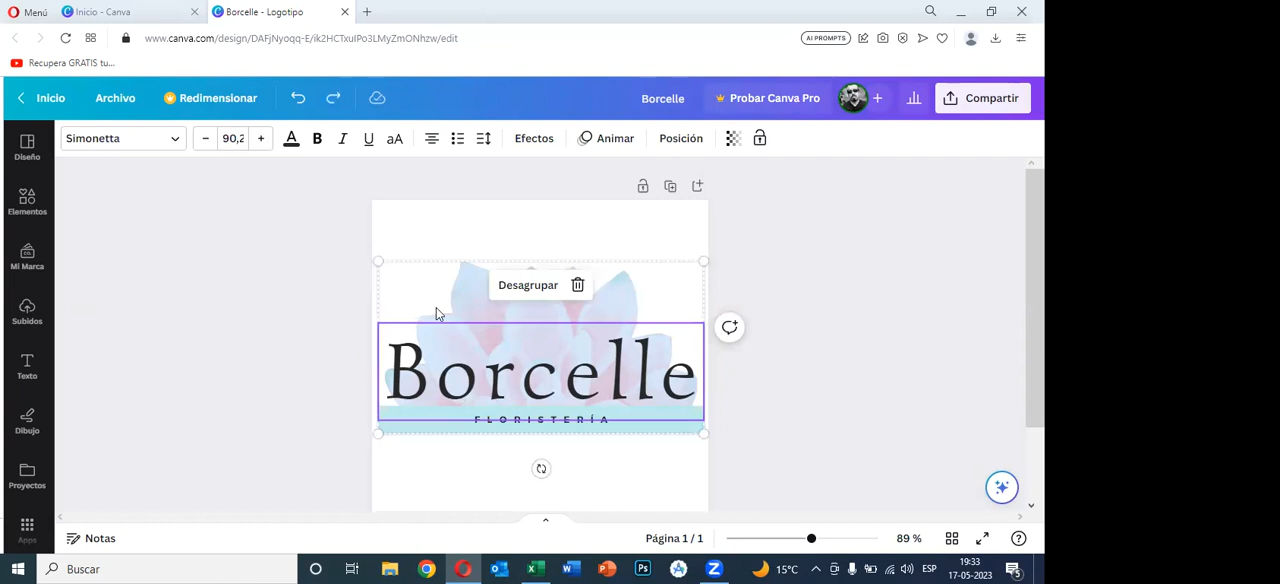 Menú
Inicio - Canva
Borcelle - Logotipo
www.canva.com/design/DAFjNyoqq-E/ik2HCTxuIPo3LMyZmONhzw/edit
AI PROMPTS
Recupera GRATIS tu...
Inicio
Archivo
Redimensionar
Borcelle
Probar Canva Pro
Compartir
Simonetta
90,2
B
I
U
aA
Efectos
Animar
Posición
Diseño
Elementos
Mi Marca
Subidos
Texto
Dibujo
Proyectos
Apps
Desagrupar
Borcelle
FLORISTERÍA
Notas
Página 1 / 1
89 %
Buscar
15°C
ESP
19:33
17-05-2023
5